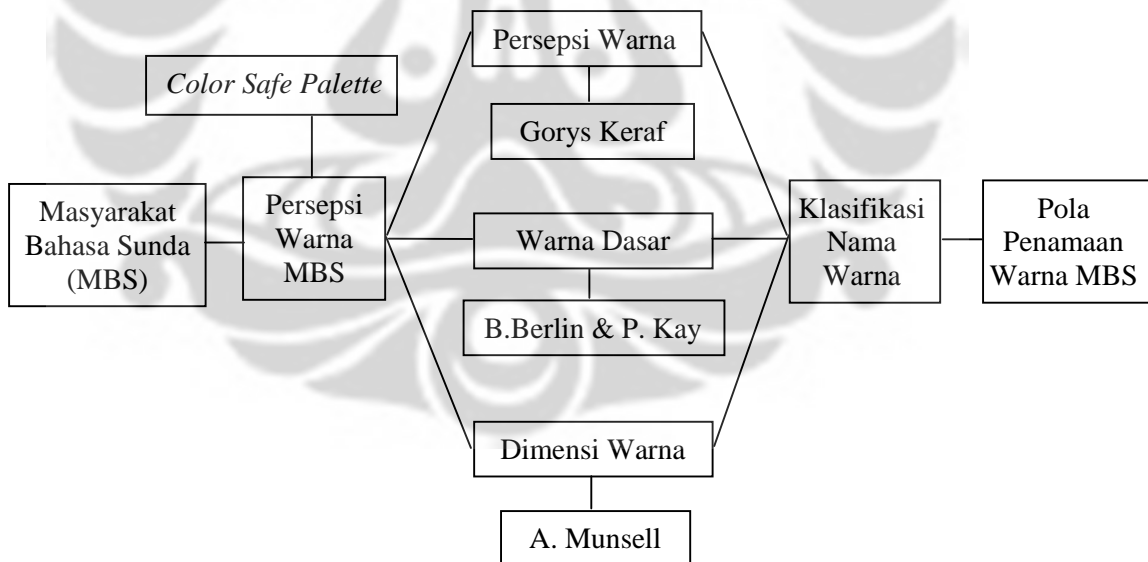 Persepsi Warna
Color Safe Palette
Gorys Keraf
Masyarakat
Bahasa Sunda
(MBS)
Persepsi
Warna
MBS
Warna Dasar
Klasifikasi
Nama
Warna
Pola
Penamaan
Warna MBS
B.Berlin & P. Kay
Dimensi Warna
A. Munsell